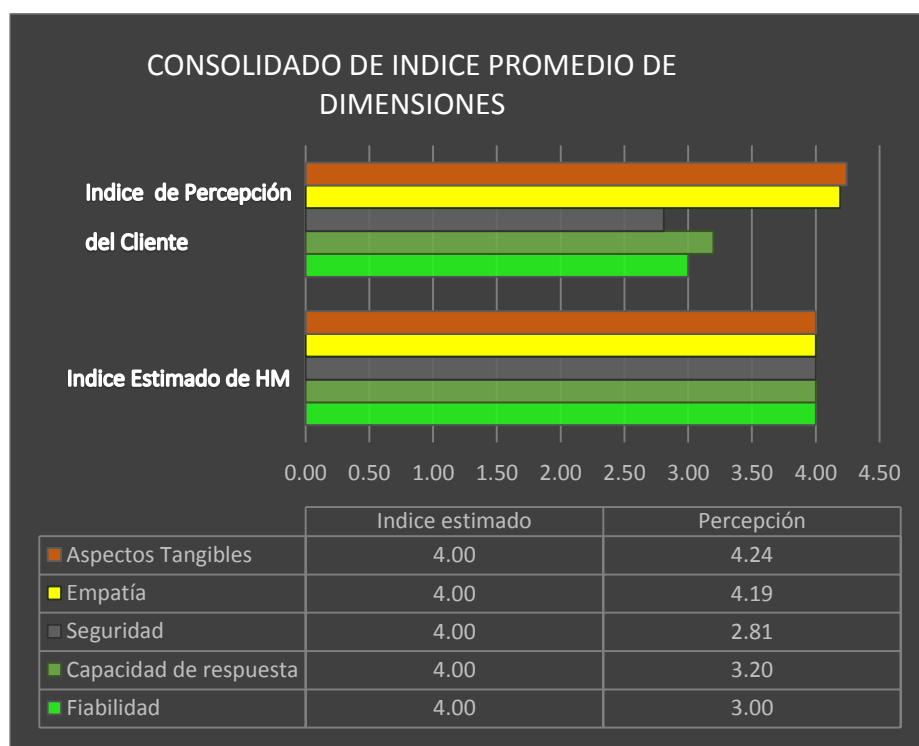 CONSOLIDADO DE INDICE PROMEDIO DE
DIMENSIONES
Indice de Percepción
del Cliente
Indice Estimado de HM
0.00 0.50 1.00 1.50 2.00 2.50 3.00 3.50 4.00 4.50
Indice estimado Percepción
Aspectos Tangibles 4.00 4.24
Empatía 4.00 4.19
Seguridad 4.00 2.81
Capacidad de respuesta 4.00 3.20
Fiabilidad 4.00 3.00